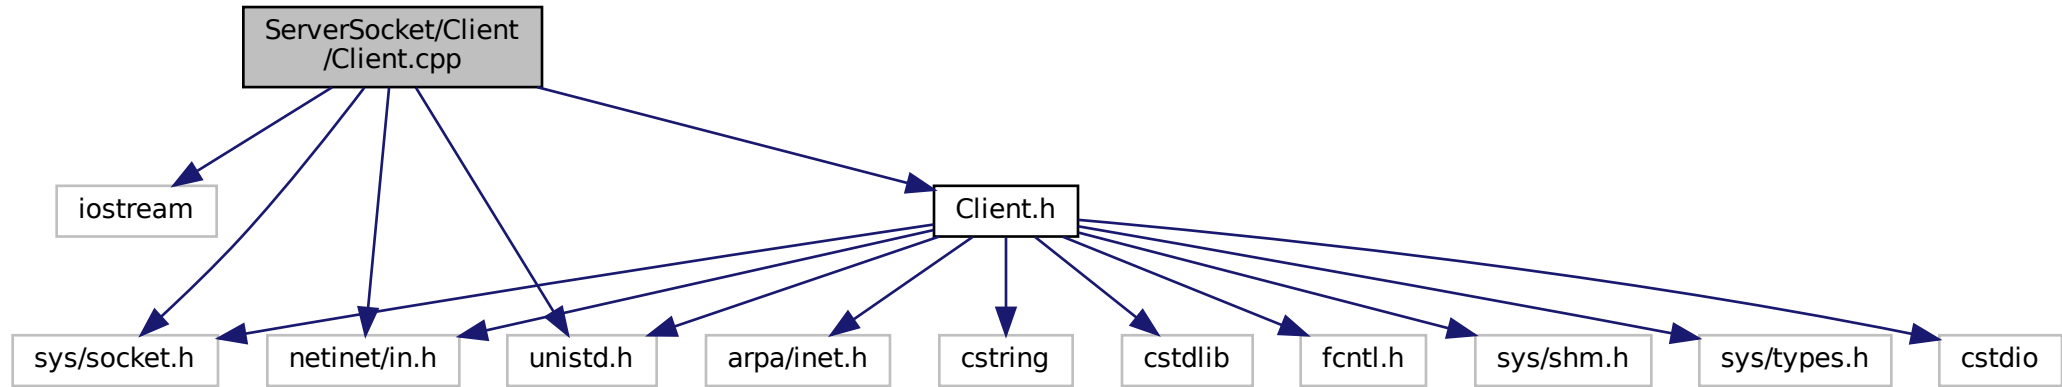 ServerSocket/Client
/Client.cpp
iostream
Client.h
sys/socket.h
netinet/in.h
unistd.h
arpa/inet.h
cstring
cstdlib
fcntl.h
sys/shm.h
sys/types.h
cstdio